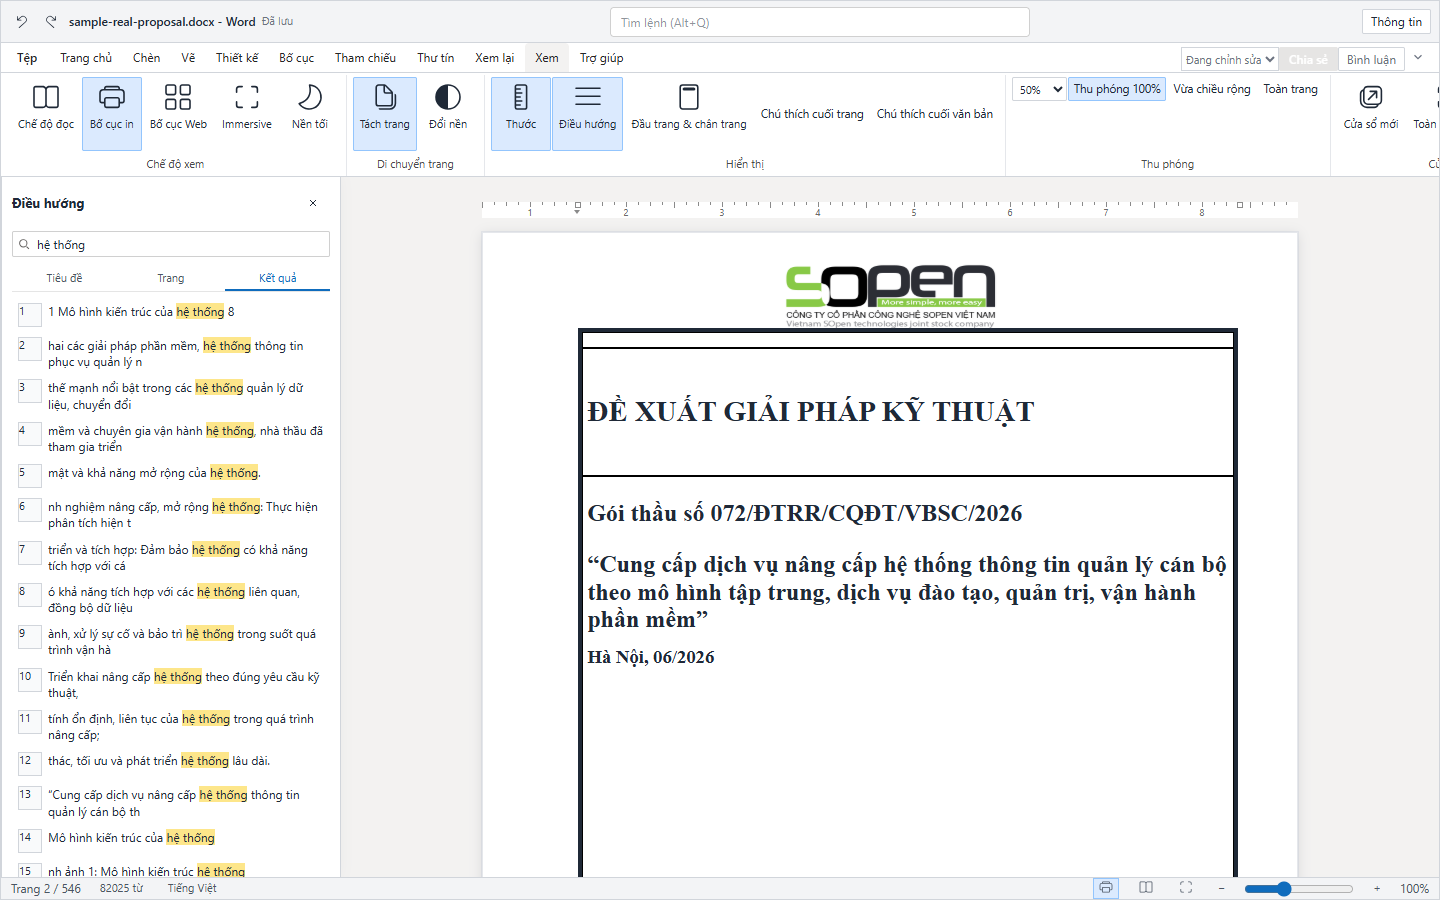 sample-real-proposal.docx - Word Đã lưu
Tìm lệnh (Alt+Q)
Thông tin
Tệp Trang chủ Chèn Vẽ Thiết kế Bố cục Tham chiếu Thư tín Xem lại Xem Trợ giúp
Đang chỉnh sửa Chia sẻ Bình luận
Chế độ đọc Bố cục in Bố cục Web Immersive Nền tối
Chế độ xem
Tách trang Đổi nền
Di chuyển trang
Thước Điều hướng Đầu trang & chân trang Chú thích cuối trang Chú thích cuối văn bản
Hiển thị
50% Thu phóng 100% Vừa chiều rộng Toàn trang
Thu phóng
Cửa sổ mới Toàn
Điều hướng
hệ thống
Tiêu đề Trang Kết quả
1 1 Mô hình kiến trúc của hệ thống 8
2 hai các giải pháp phần mềm, hệ thống thông tin
phục vụ quản lý n
3 thế mạnh nổi bật trong các hệ thống quản lý dữ
liệu, chuyển đổi
4 mềm và chuyên gia vận hành hệ thống, nhà thầu đã
tham gia triển
5 mật và khả năng mở rộng của hệ thống.
6 nh nghiệm nâng cấp, mở rộng hệ thống: Thực hiện
phân tích hiện t
7 triển và tích hợp: Đảm bảo hệ thống có khả năng
tích hợp với cá
8 ó khả năng tích hợp với các hệ thống liên quan,
đồng bộ dữ liệu
9 ành, xử lý sự cố và bảo trì hệ thống trong suốt quá
trình vận hà
10 Triển khai nâng cấp hệ thống theo đúng yêu cầu kỹ
thuật,
11 tính ổn định, liên tục của hệ thống trong quá trình
nâng cấp;
12 thác, tối ưu và phát triển hệ thống lâu dài.
13 “Cung cấp dịch vụ nâng cấp hệ thống thông tin
quản lý cán bộ th
14 Mô hình kiến trúc của hệ thống
15 nh ảnh 1: Mô hình kiến trúc hệ thống
1 2 3 4 5 6 7 8
sopen
More simple, more easy
CÔNG TY CỔ PHẦN CÔNG NGHỆ SOPEN VIỆT NAM
Vietnam SOpen technologies joint stock company
ĐỀ XUẤT GIẢI PHÁP KỸ THUẬT
Gói thầu số 072/ĐTRR/CQĐT/VBSC/2026
“Cung cấp dịch vụ nâng cấp hệ thống thông tin quản lý cán bộ
theo mô hình tập trung, dịch vụ đào tạo, quản trị, vận hành
phần mềm”
Hà Nội, 06/2026
Trang 2 / 546 82025 từ Tiếng Việt
100%